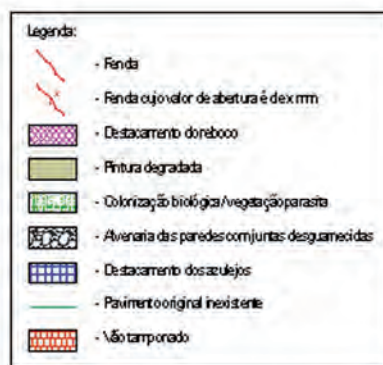 Legenda:
- Fenda
- Fenda cujo valor de abertura é de x mm
- Destacamento do reboco
- Pintura degradada
- Colonização biológica/vegetação parasita
- Alvenaria das paredes com juntas desguarnecidas
- Destacamento dos azulejos
- Pavimento original inexistente
- Vão tamponado